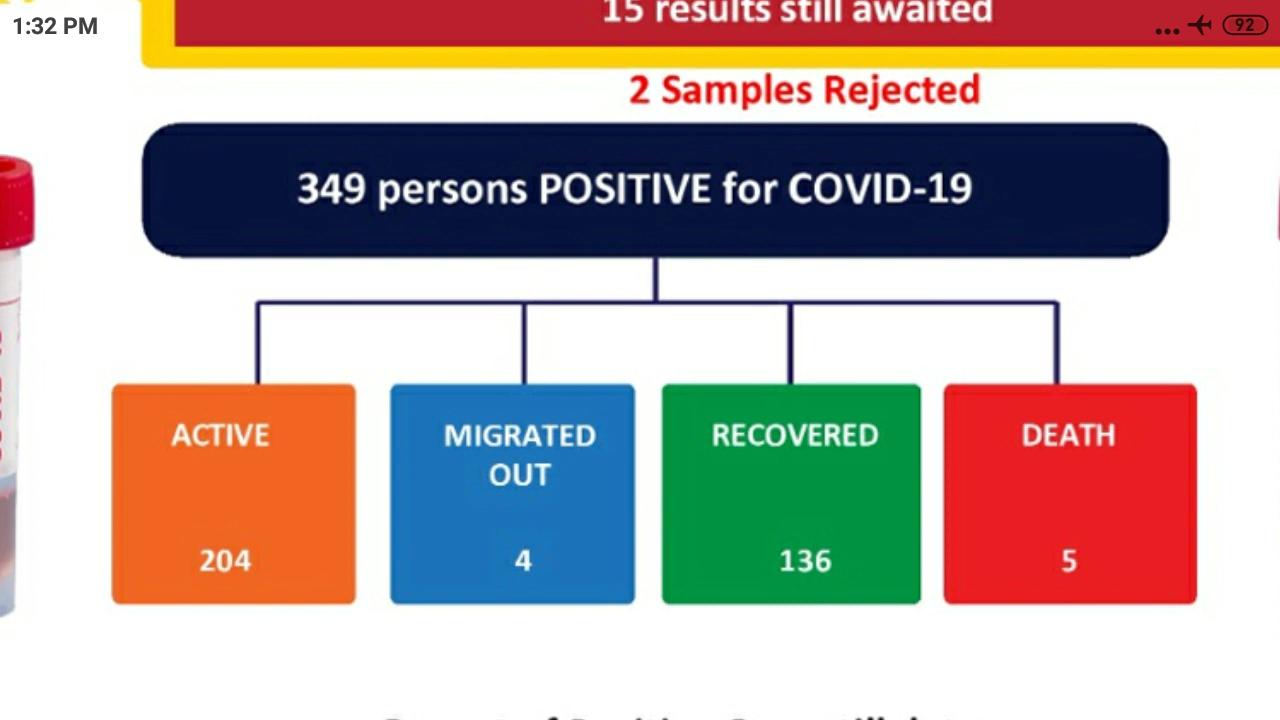 1:32 PM
92
15 results still awaited
2 Samples Rejected
349 persons POSITIVE for COVID-19
ACTIVE
204
MIGRATED
OUT
4
RECOVERED
136
DEATH
5